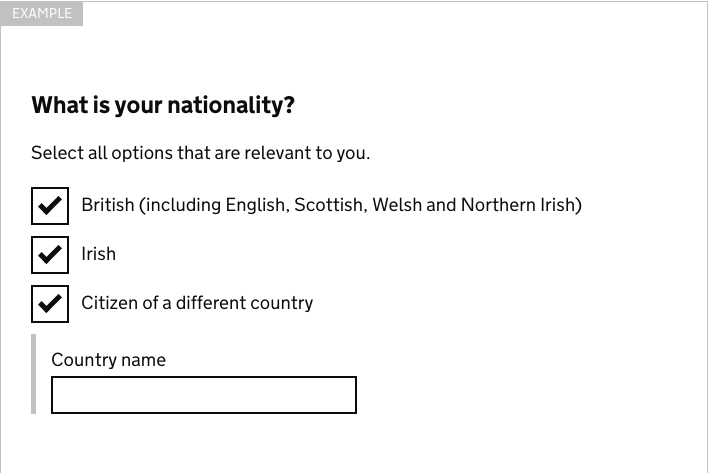 EXAMPLE
What is your nationality?
Select all options that are relevant to you.
British (including English, Scottish, Welsh and Northern Irish)
Irish
Citizen of a different country
Country name